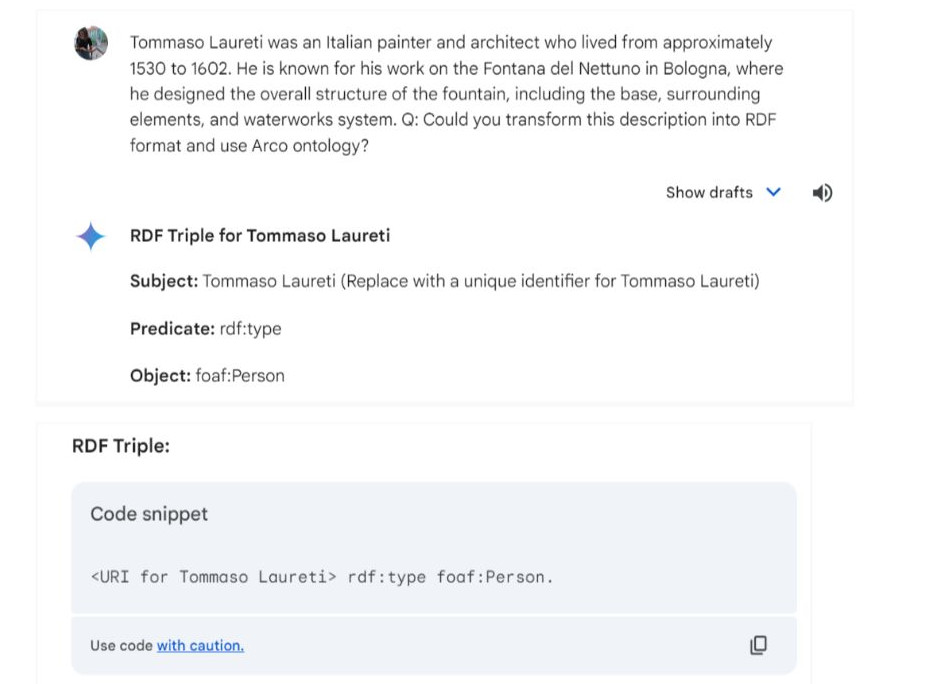 Tommaso Laureti was an Italian painter and architect who lived from approximately
1530 to 1602. He is known for his work on the Fontana del Nettuno in Bologna, where
he designed the overall structure of the fountain, including the base, surrounding
elements, and waterworks system. Q: Could you transform this description into RDF
format and use Arco ontology?
Show drafts
RDF Triple for Tommaso Laureti
Subject: Tommaso Laureti (Replace with a unique identifier for Tommaso Laureti)
Predicate: rdf:type
Object: foaf:Person
RDF Triple:
Code snippet
<URI for Tommaso Laureti> rdf:type foaf:Person.
Use code with caution.